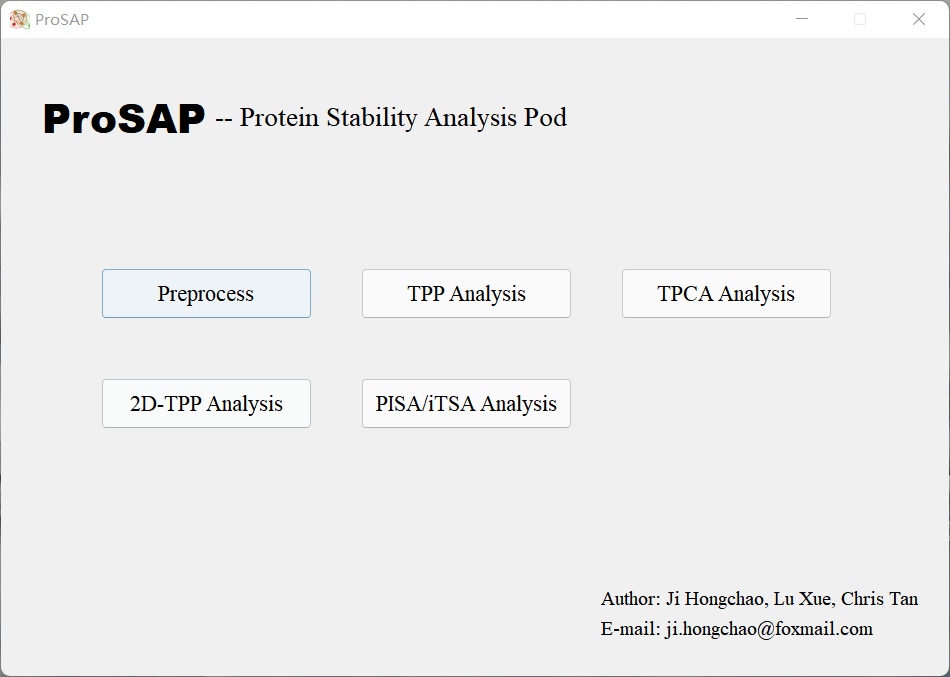 ProSAP
ProSAP -- Protein Stability Analysis Pod
Preprocess TPP Analysis TPCA Analysis
2D-TPP Analysis PISA/iTSA Analysis
Author: Ji Hongchao, Lu Xue, Chris Tan
E-mail: ji.hongchao@foxmail.com